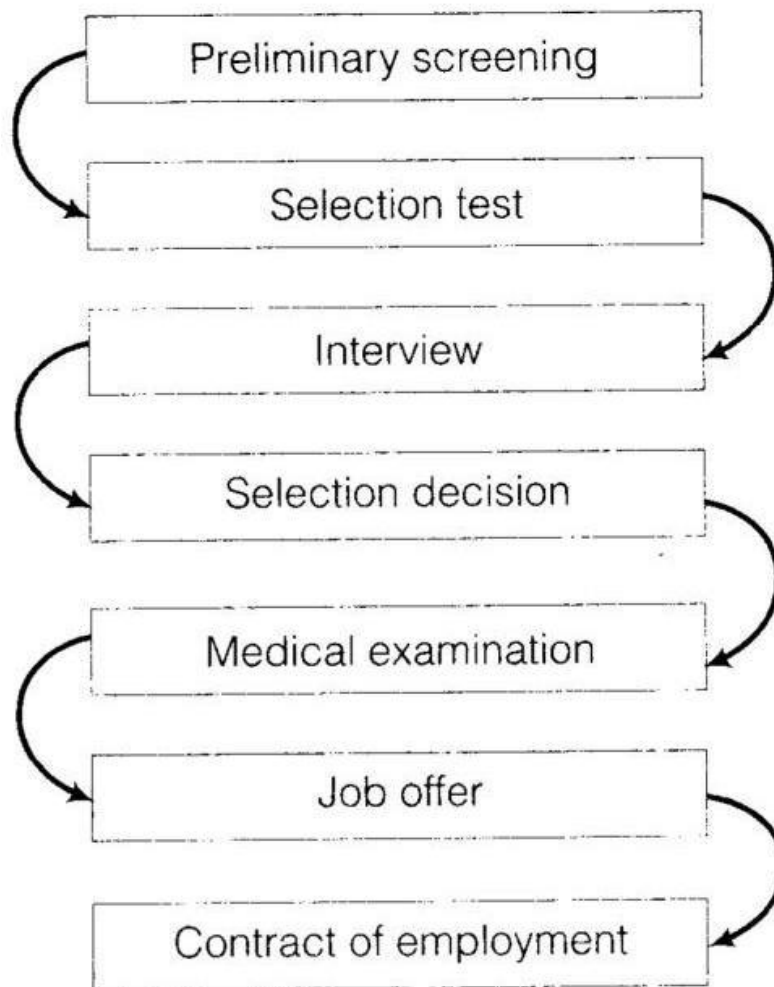 Preliminary screening
Selection test
Interview
Selection decision
Medical examination
Job offer
Contract of employment